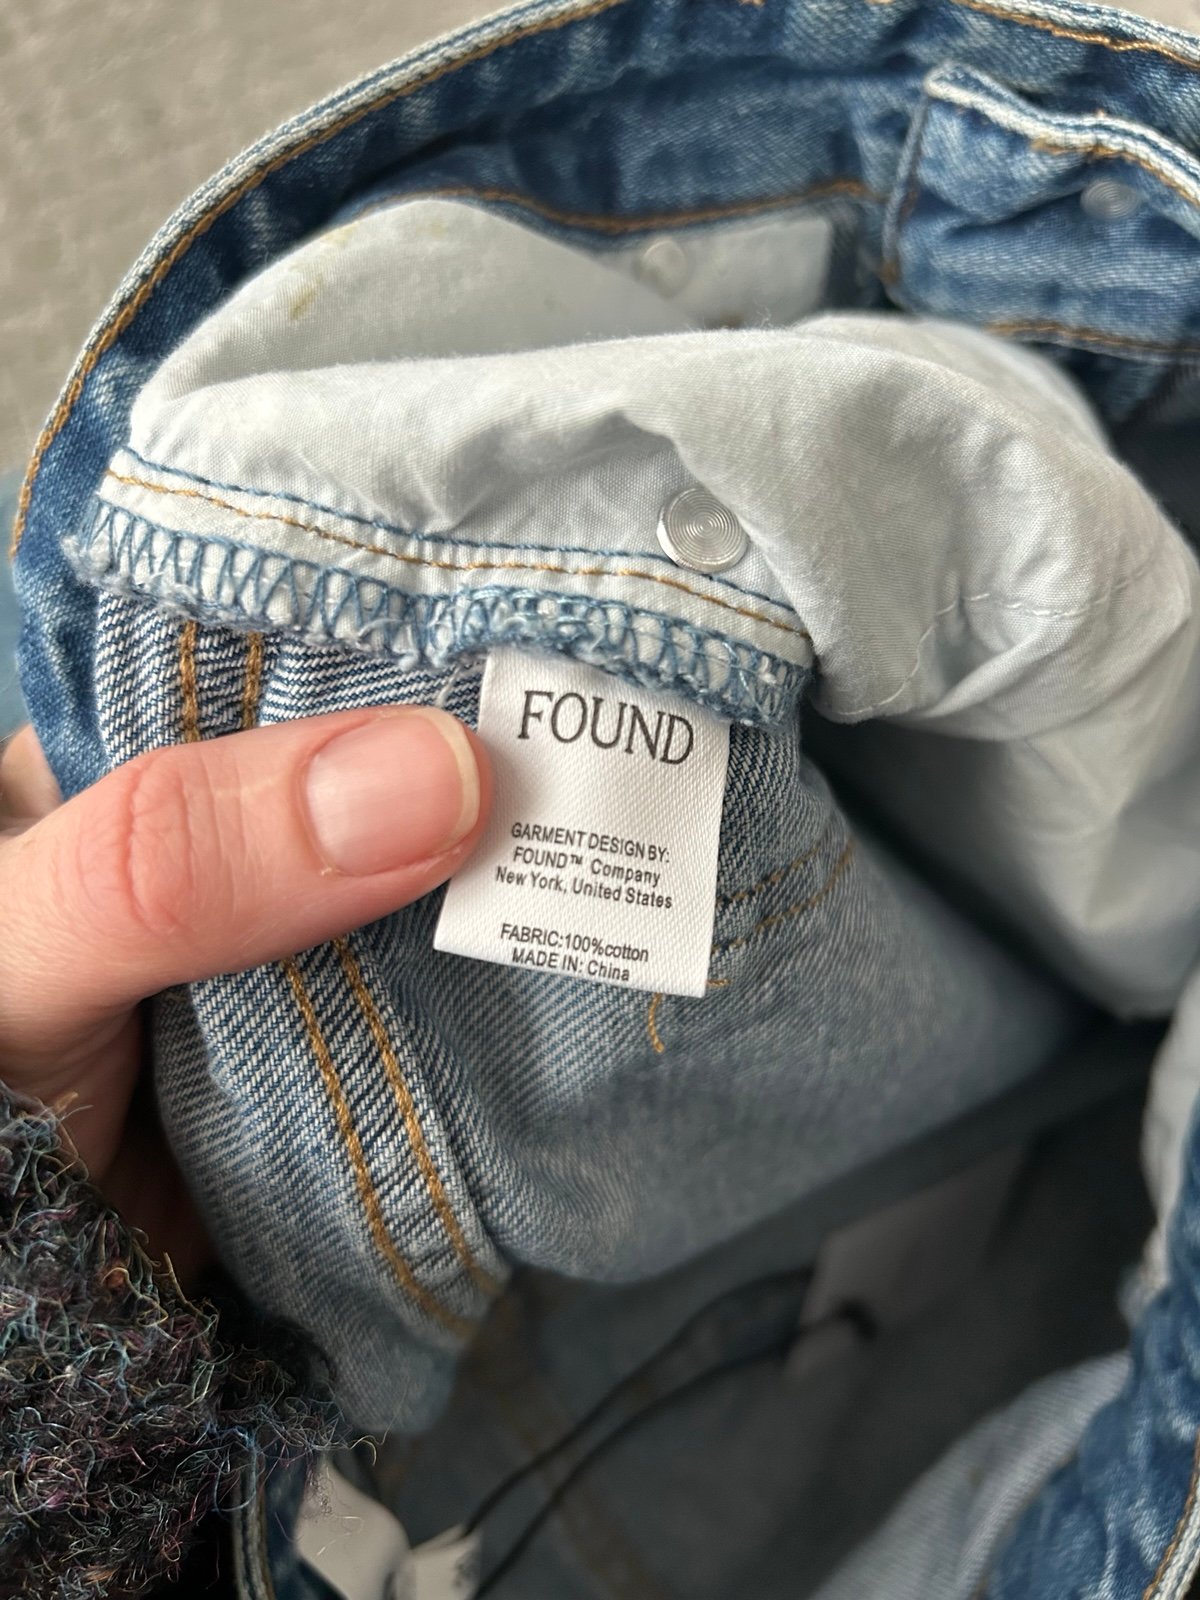 FOUND
GARMENT DESIGN BY:
FOUND™ Company
New York, United States
FABRIC:100%cotton
MADE IN: China